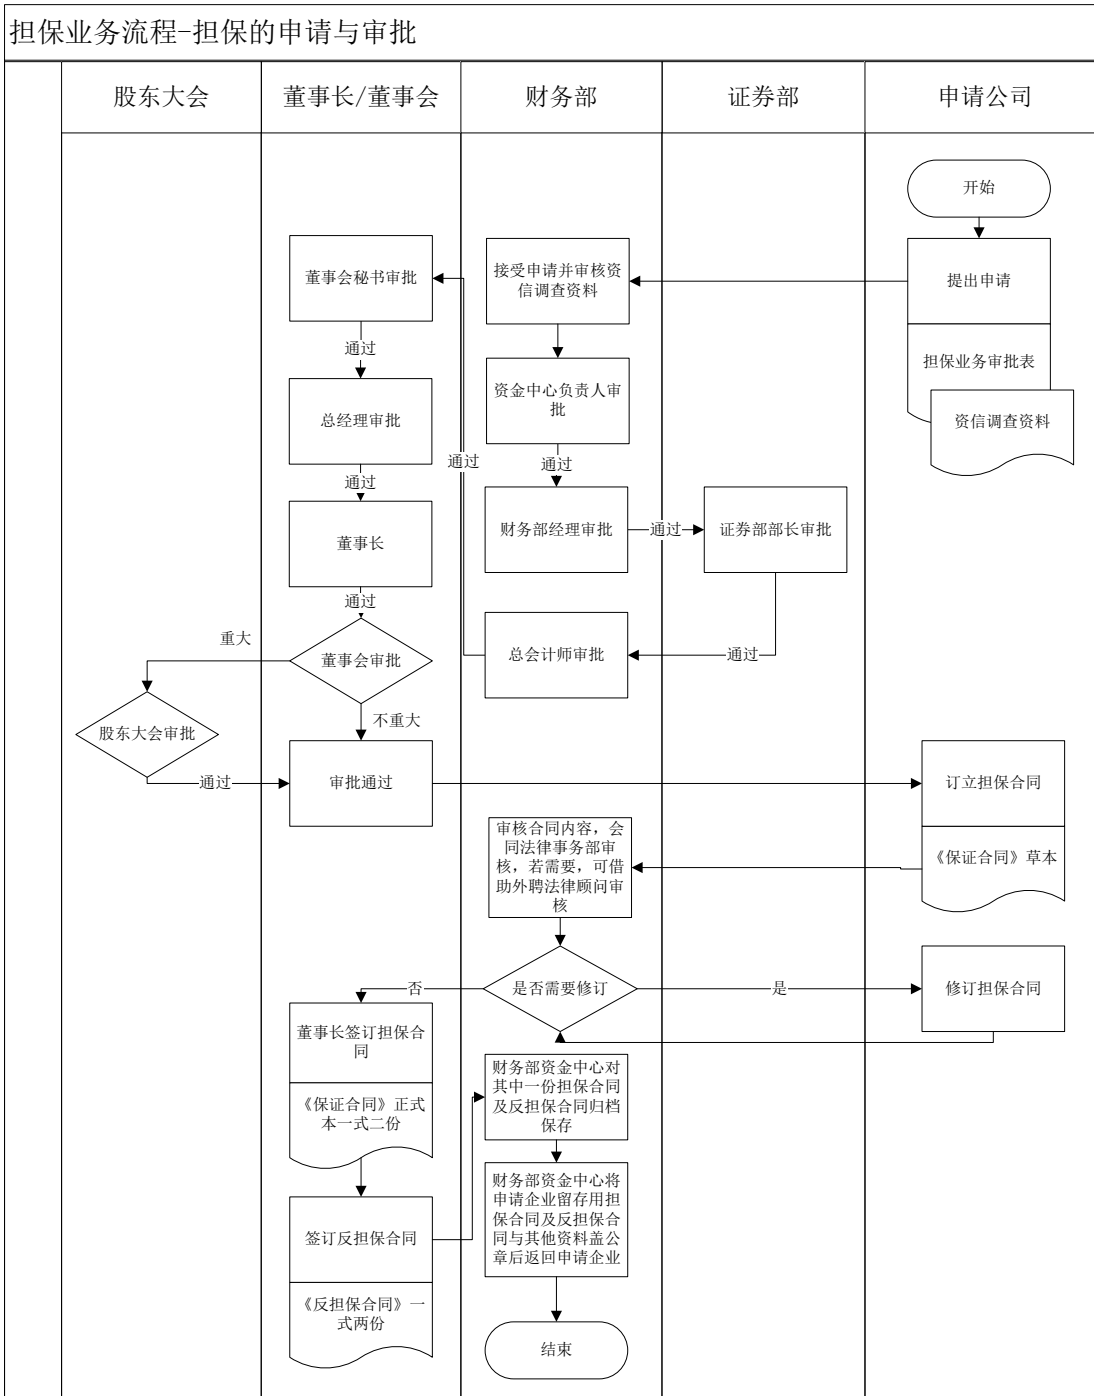 担保业务流程-担保的申请与审批
股东大会
董事长/董事会
财务部
证券部
申请公司
开始
董事会秘书审批
接受申请并审核资
信调查资料
提出申请
通过
担保业务审批表
资信调查资料
总经理审批
资金中心负责人审
批
通过
通过
通过
董事长
财务部经理审批
通过
证券部部长审批
通过
重大
董事会审批
总会计师审批
通过
不重大
股东大会审批
通过
审批通过
订立担保合同
《保证合同》草本
审核合同内容，会
同法律事务部审
核，若需要，可借
助外聘法律顾问审
核
否
是否需要修订
是
修订担保合同
董事长签订担保合
同
《保证合同》正式
本一式二份
财务部资金中心对
其中一份担保合同
及反担保合同归档
保存
签订反担保合同
《反担保合同》一
式两份
财务部资金中心将
申请企业留存用担
保合同及反担保合
同与其他资料盖公
章后返回申请企业
结束